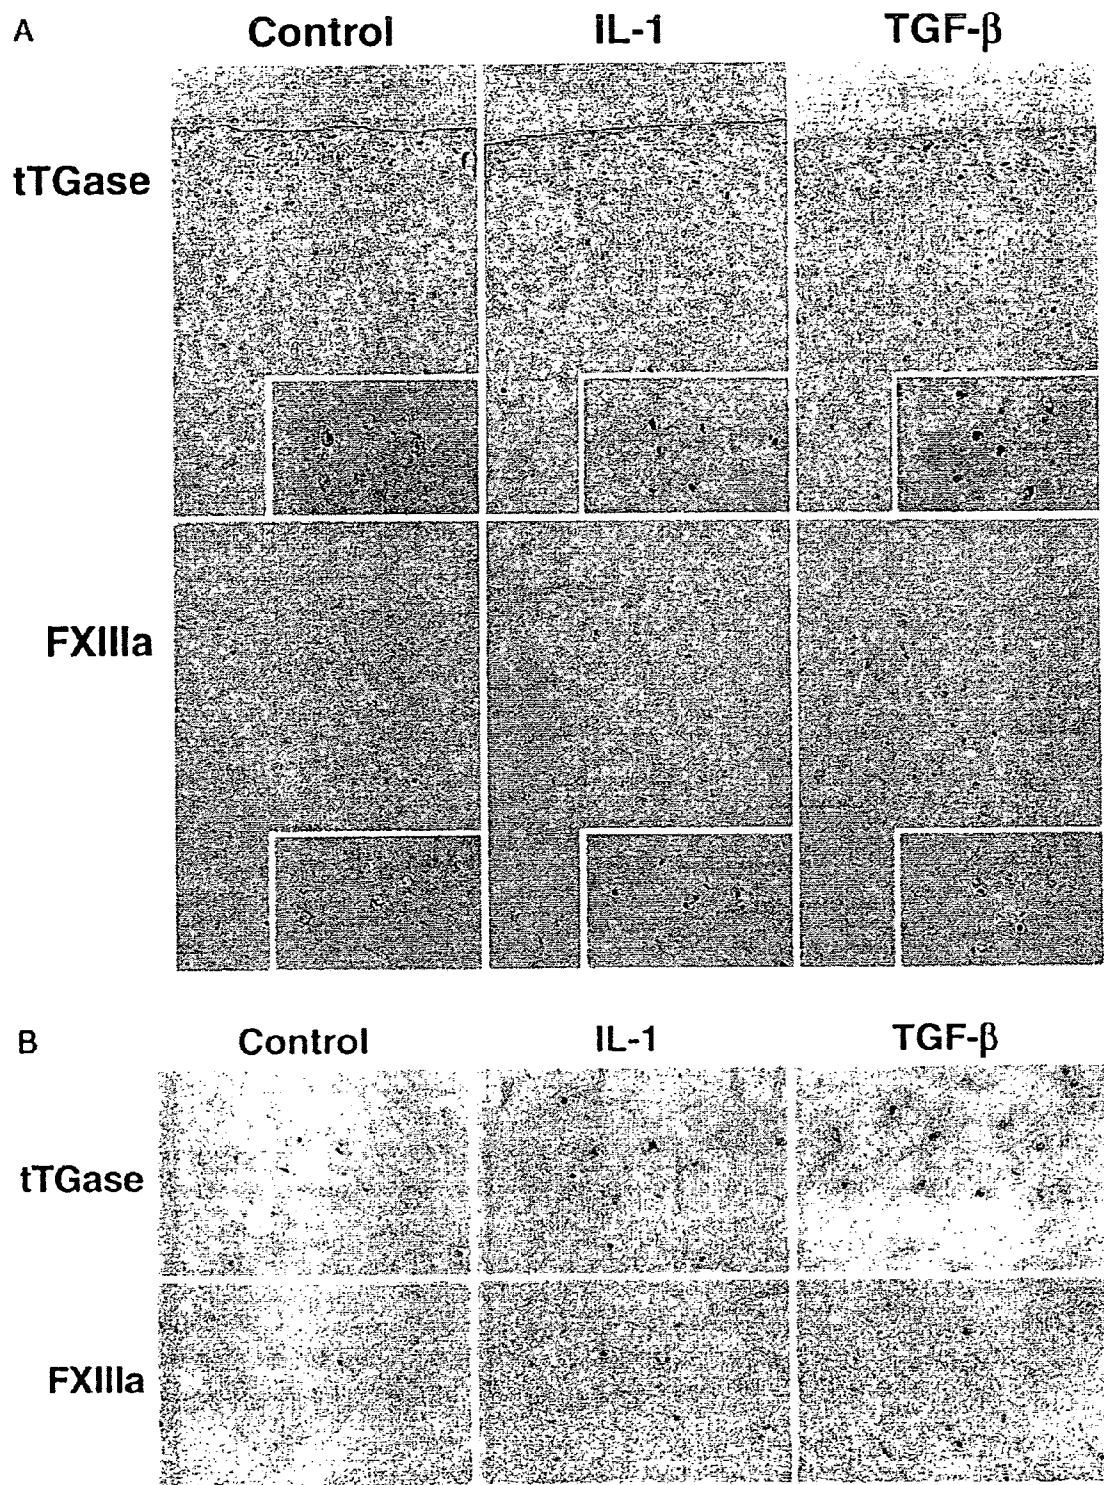 A
Control IL-1 TGF-β
tTGase
FXIIIa
B
Control IL-1 TGF-β
tTGase
FXIIIa